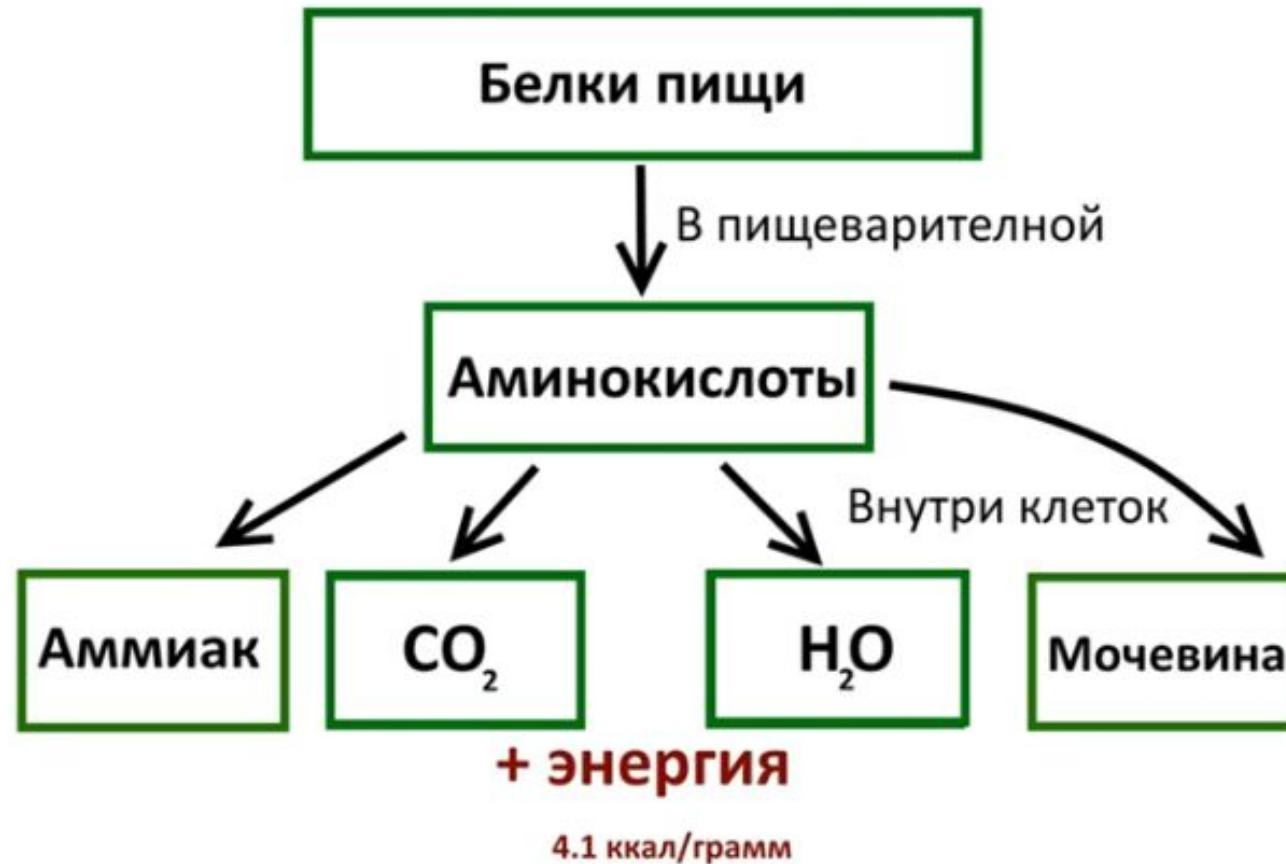 Белки пищи
В пищеварителной
Аминокислоты
Внутри клеток
Аммиак
CO₂
H₂O
Мочевина
+ энергия
4.1 ккал/грамм